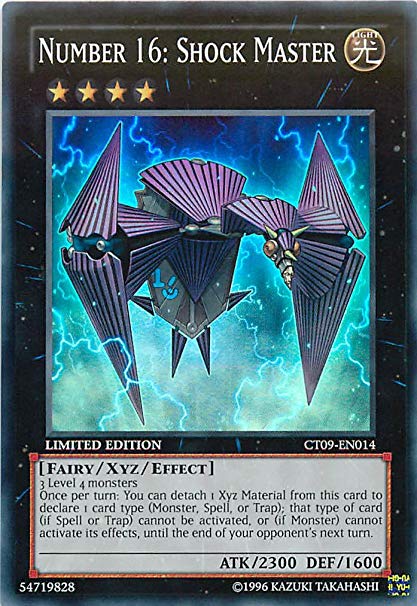 NUMBER 16: SHOCK MASTER
LIGHT
光
16
LIMITED EDITION
CT09-EN014
[FAIRY/XYZ/EFFECT]
3 Level 4 monsters
Once per turn: You can detach 1 Xyz Material from this card to
declare 1 card type (Monster, Spell, or Trap); that type of card
(if Spell or Trap) cannot be activated, or (if Monster) cannot
activate its effects, until the end of your opponent's next turn.
ATK/2300 DEF/1600
54719828
©1996 KAZUKI TAKAHASHI